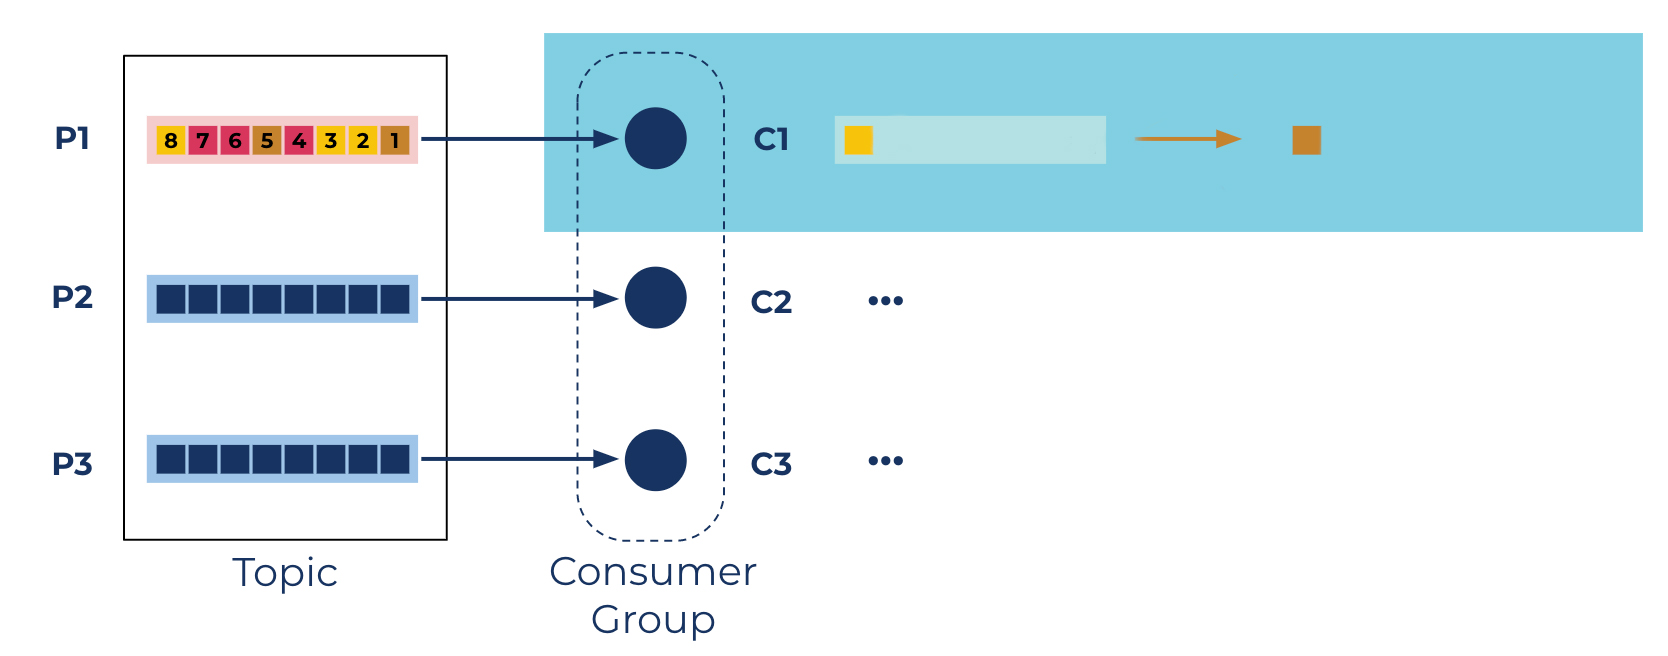 P1 8 7 6 5 4 3 2 1 C1
P2 C2 •••
P3 C3 •••
Topic
Consumer
Group